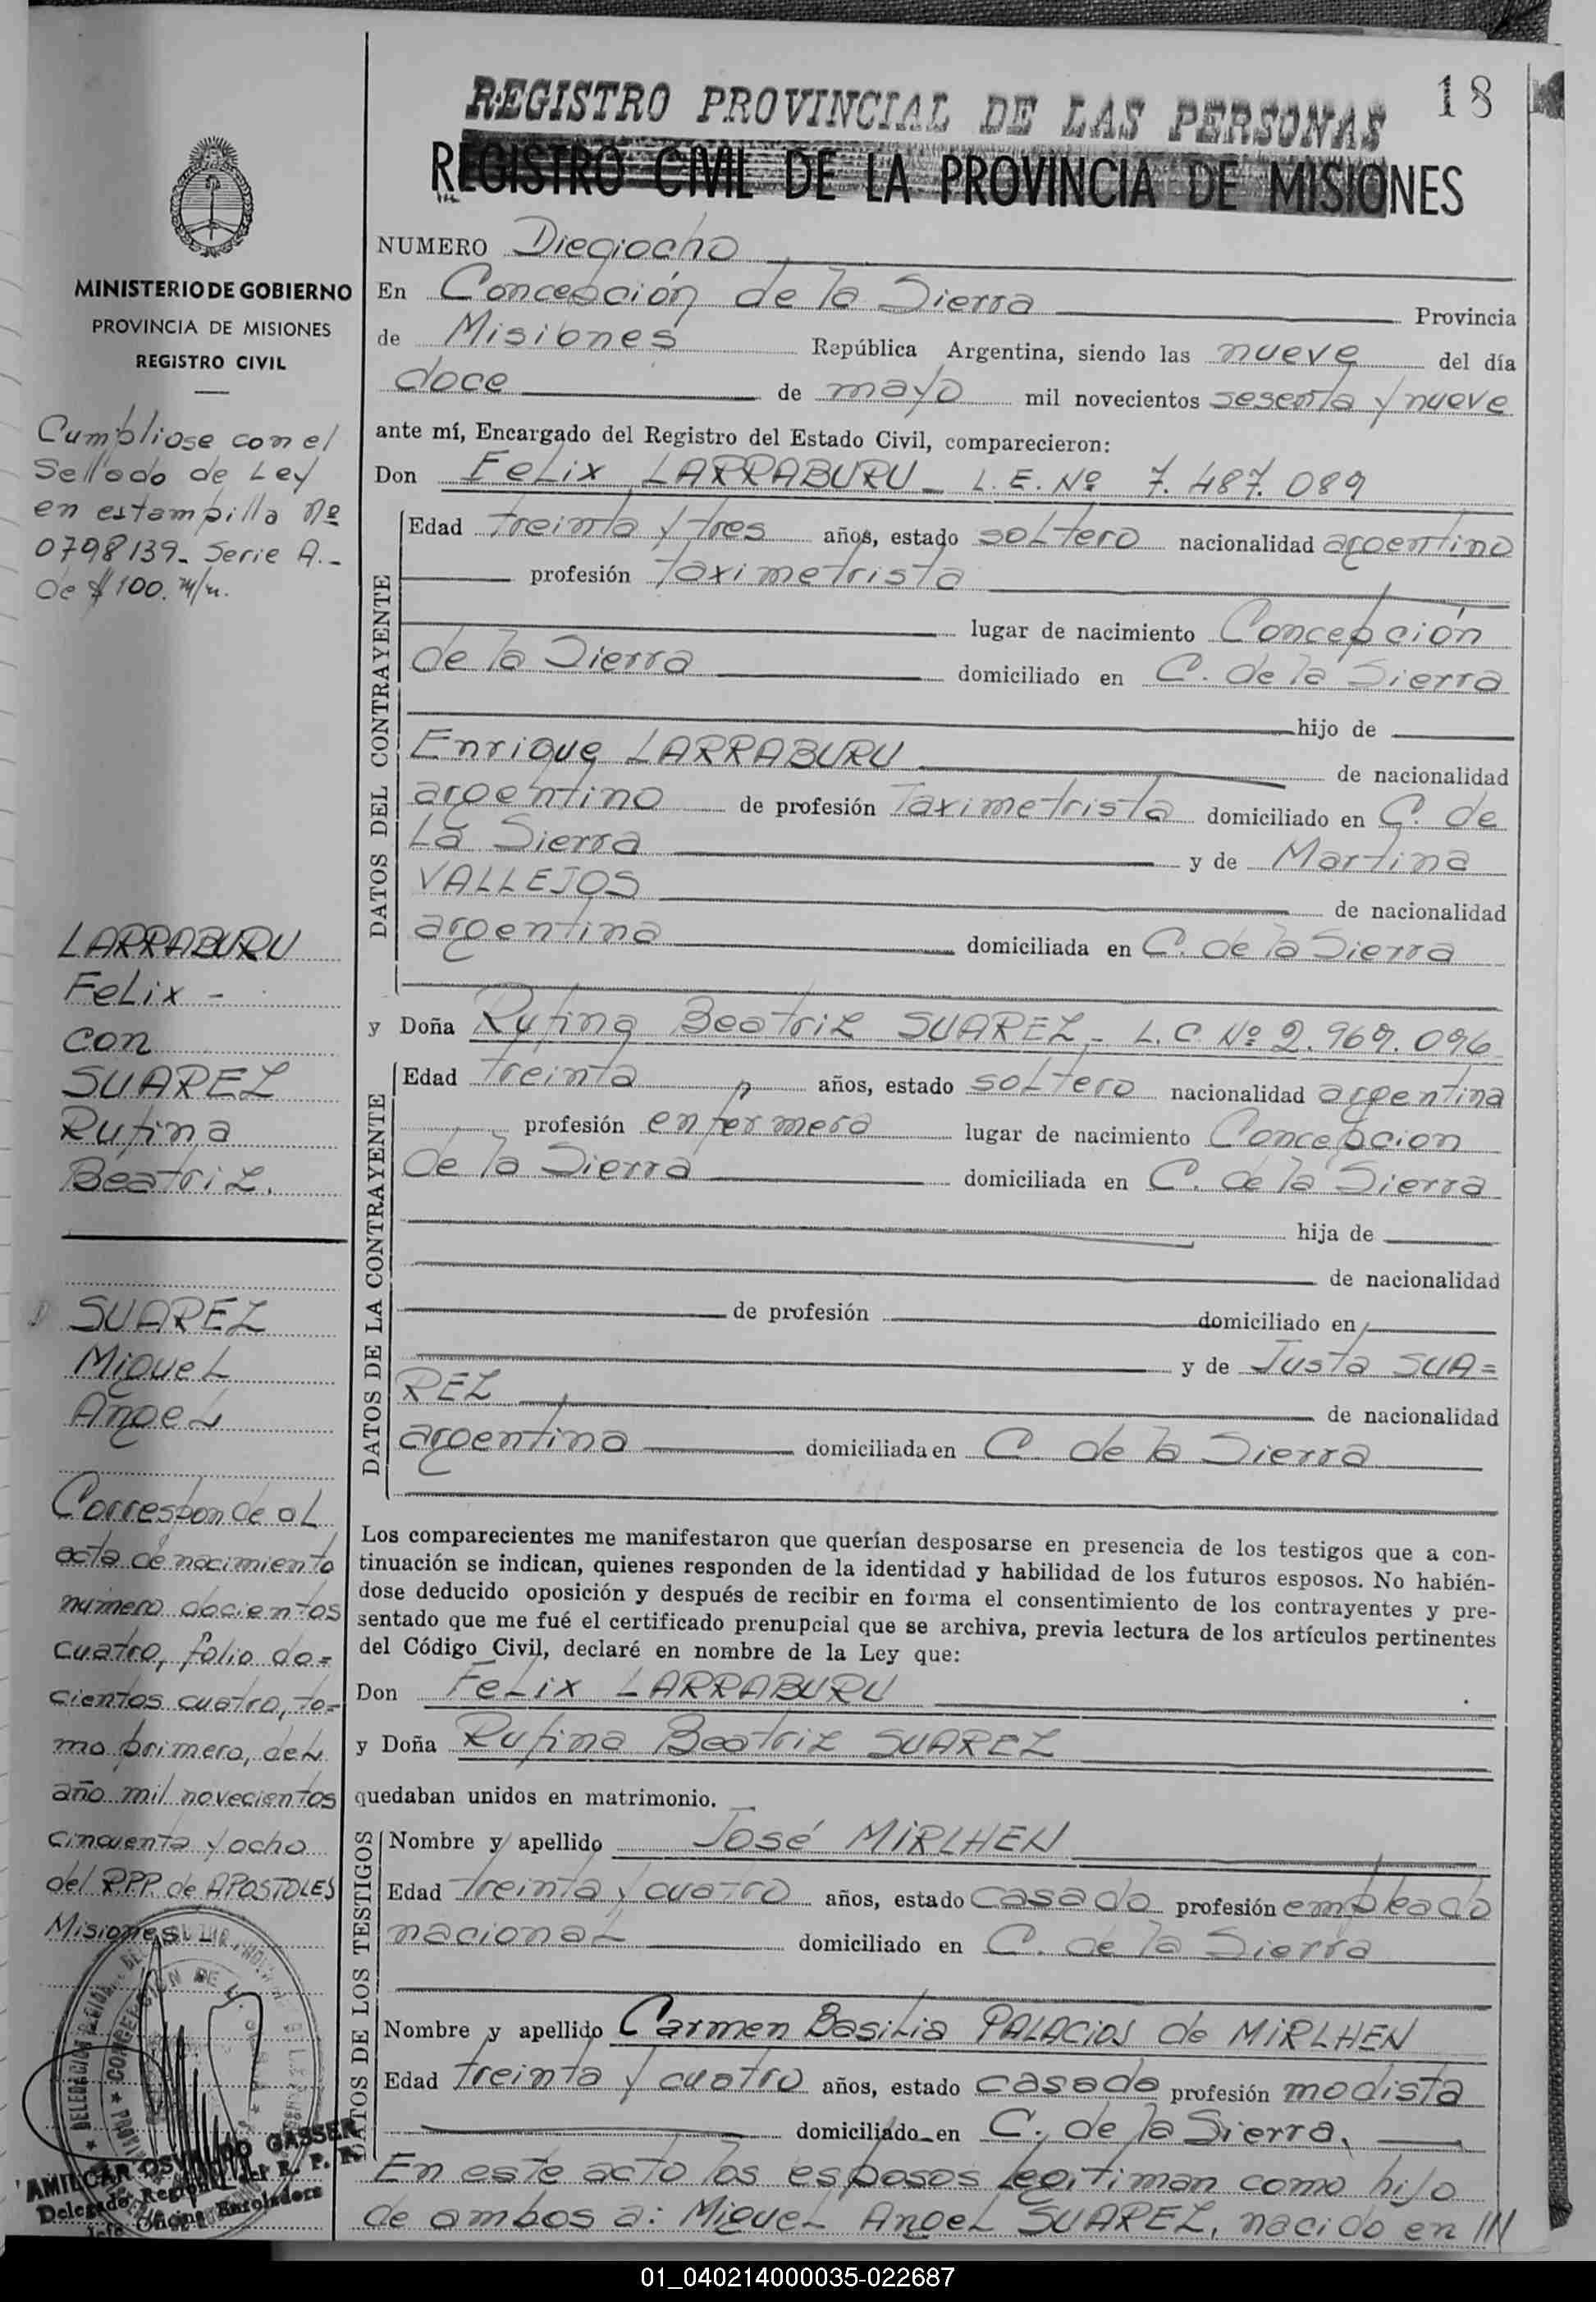 18
REGISTRO PROVINCIAL DE LAS PERSONAS
REGISTRO CIVIL DE LA PROVINCIA DE MISIONES
MINISTERIO DE GOBIERNO
PROVINCIA DE MISIONES
REGISTRO CIVIL
Cumpliose con el
Sellado de Ley
en estampilla Nº
0798139- Serie A.-
de $ 100. m/n.
LARRABURU
Felix -
con
SUAREZ
Rufina
Beatriz.
SUAREZ
Miguel
Angel
Corresponde al
acta de nacimiento
número docientos
cuatro, folio do=
cientos cuatro, to=
mo primero, del
año mil novecientos
cincuenta y ocho
del RPP. de APOSTOLES
Misiones
AMILCAR OSVALDO GASSER
Delegado Regional del R. P. P.
Jefe Oficina Enroladora
NUMERO Dieciocho
En Concepción de la Sierra Provincia
de Misiones República Argentina, siendo las nueve del día
doce de mayo mil novecientos sesenta y nueve
ante mí, Encargado del Registro del Estado Civil, comparecieron:
Don Felix LARRABURU - L.E. Nº 7.487.089
DATOS DEL CONTRAYENTE
Edad treinta y tres años, estado soltero nacionalidad argentino
profesión taximetrista
lugar de nacimiento Concepción
de la Sierra domiciliado en C. de la Sierra
hijo de
Enrique LARRABURU de nacionalidad
argentino de profesión Taximetrista domiciliado en C. de
La Sierra y de Martina
VALLEJOS de nacionalidad
argentina domiciliada en C. de la Sierra
y Doña Rufina Beatriz SUAREZ - L.C. Nº 2.969.096
DATOS DE LA CONTRAYENTE
Edad treinta años, estado soltero nacionalidad argentina
profesión enfermera lugar de nacimiento Concepcion
de la Sierra domiciliada en C. de la Sierra
hija de
de nacionalidad
de profesión domiciliado en
y de Justa SUA=
REZ de nacionalidad
argentina domiciliada en C. de la Sierra
Los comparecientes me manifestaron que querían desposarse en presencia de los testigos que a con-
tinuación se indican, quienes responden de la identidad y habilidad de los futuros esposos. No habién-
dose deducido oposición y después de recibir en forma el consentimiento de los contrayentes y pre-
sentado que me fué el certificado prenupcial que se archiva, previa lectura de los artículos pertinentes
del Código Civil, declaré en nombre de la Ley que:
Don Felix LARRABURU
y Doña Rufina Beatriz SUAREZ
quedaban unidos en matrimonio.
DATOS DE LOS TESTIGOS
Nombre y apellido José MIRLHEN
Edad treinta y cuatro años, estado casado profesión empleado
nacional domiciliado en C. de la Sierra
Nombre y apellido Carmen Basilia PALACIOS de MIRLHEN
Edad treinta y cuatro años, estado casada profesión modista
domiciliado en C. de la Sierra.
En este acto los esposos legitiman como hijo
de ambos a: Miguel Angel SUAREZ, nacido en
01_040214000035-022687